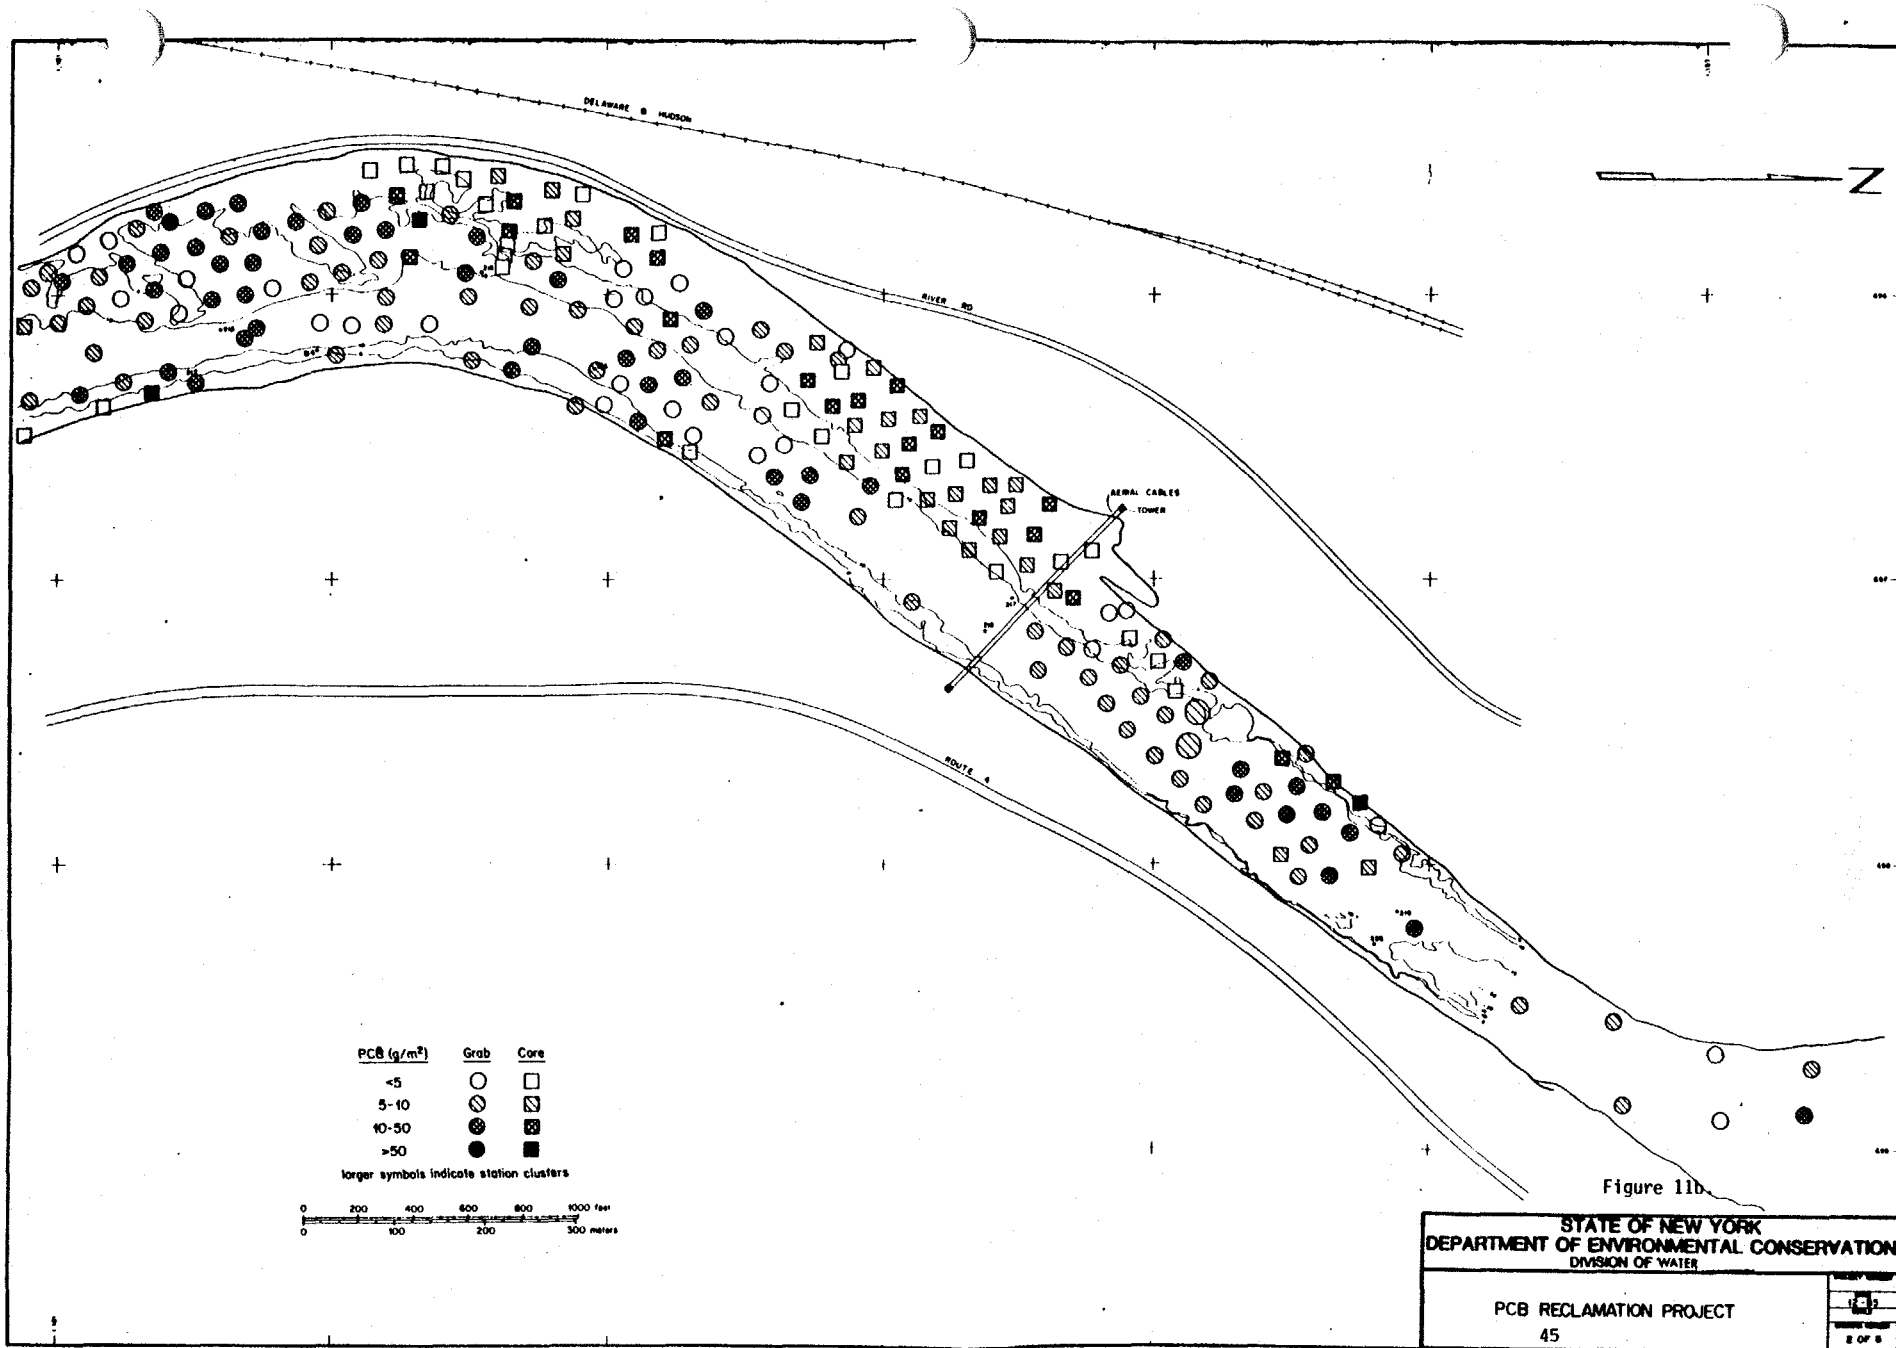 DELAWARE & HUDSON
RIVER RD
AERIAL CABLES
TOWER
ROUTE 4
N
PCB (g/m²) Grab Core
<5
5-10
10-50
>50
larger symbols indicate station clusters
0 200 400 600 800 1000 feet
0 100 200 300 meters
Figure 11b.
STATE OF NEW YORK
DEPARTMENT OF ENVIRONMENTAL CONSERVATION
DIVISION OF WATER
PCB RECLAMATION PROJECT
45